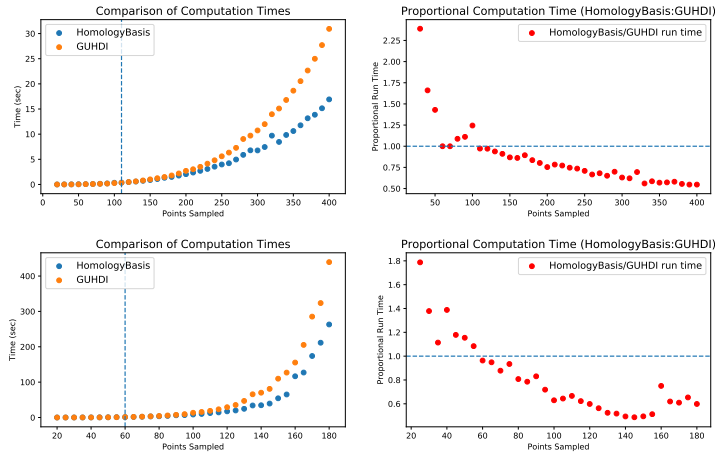 Comparison of Computation Times
HomologyBasis
GUHDI
Time (sec)
30
25
20
15
10
5
0
0 50 100 150 200 250 300 350 400
Points Sampled
Proportional Computation Time (HomologyBasis:GUHDI)
HomologyBasis/GUHDI run time
Proportional Run Time
2.25
2.00
1.75
1.50
1.25
1.00
0.75
0.50
50 100 150 200 250 300 350 400
Points Sampled
Comparison of Computation Times
HomologyBasis
GUHDI
Time (sec)
400
300
200
100
0
20 40 60 80 100 120 140 160 180
Points Sampled
Proportional Computation Time (HomologyBasis:GUHDI)
HomologyBasis/GUHDI run time
Proportional Run Time
1.8
1.6
1.4
1.2
1.0
0.8
0.6
20 40 60 80 100 120 140 160 180
Points Sampled